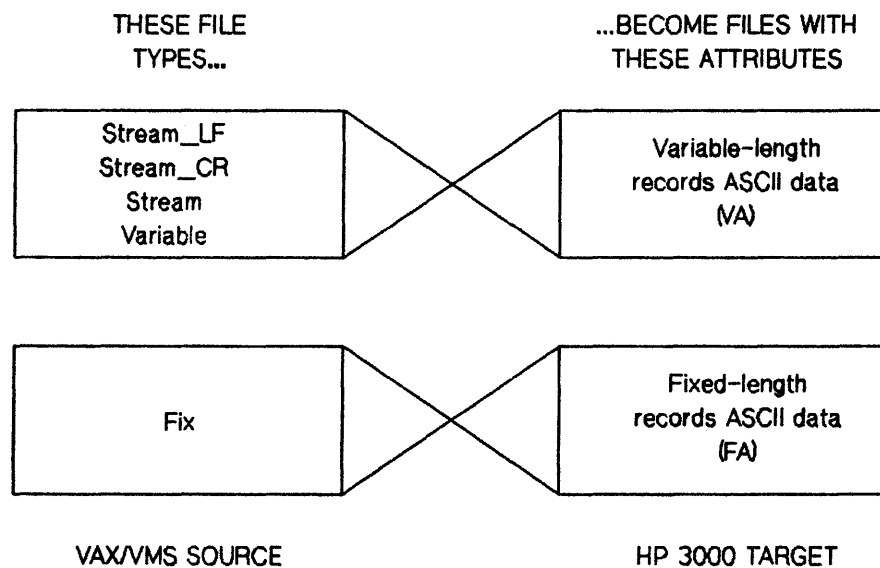 THESE FILE
TYPES...
...BECOME FILES WITH
THESE ATTRIBUTES
Stream_LF
Stream_CR
Stream
Variable
Variable-length
records ASCII data
(VA)
Fix
Fixed-length
records ASCII data
(FA)
VAX/VMS SOURCE
HP 3000 TARGET